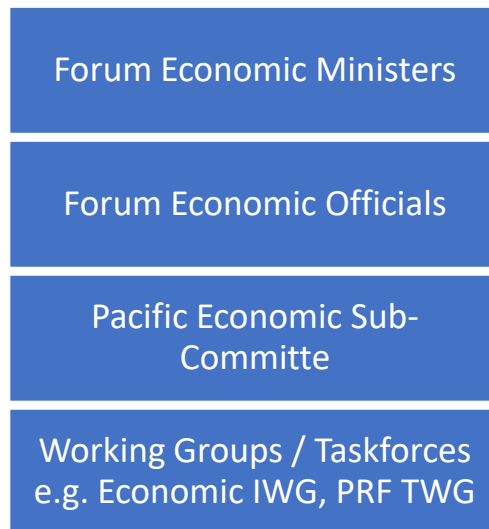 Forum Economic Ministers
Forum Economic Officials
Pacific Economic Sub-
Committe
Working Groups / Taskforces
e.g. Economic IWG, PRF TWG